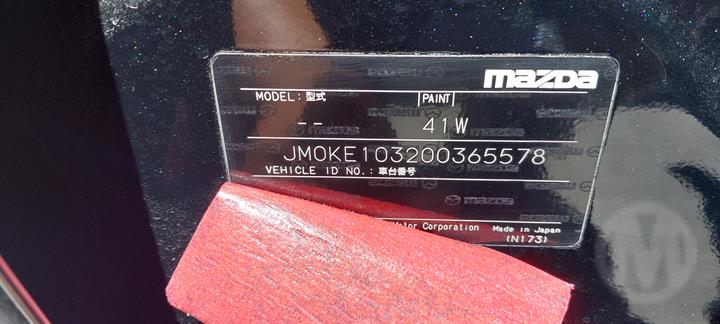 mazda
MODEL:型式 PAINT
-- 41W
JM0KE103200365578
VEHICLE ID NO.:車台番号
mazda
Motor Corporation Made in Japan
(N173)
M